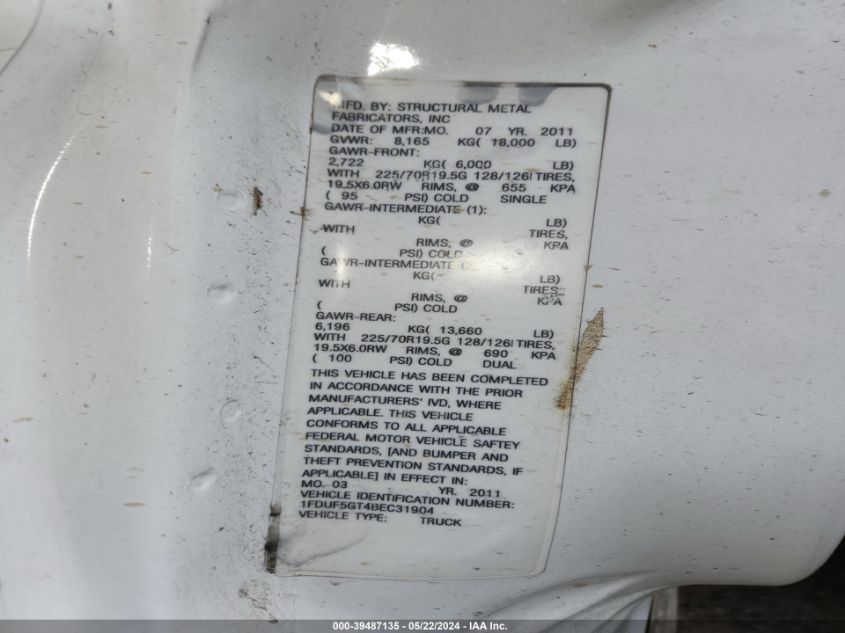 MFD. BY: STRUCTURAL METAL
FABRICATORS, INC
DATE OF MFR:MO. 07 YR. 2011
GVWR: 8,165 KG( 18,000 LB)
GAWR-FRONT:
2,722 KG( 6,000 LB)
WITH 225/70R19.5G 128/126I TIRES,
19.5X6.0RW RIMS, @ 655 KPA
( 95 PSI) COLD SINGLE
GAWR-INTERMEDIATE (1):
KG( LB)
WITH TIRES,
RIMS, @ KPA
( PSI) COLD
GAWR-INTERMEDIATE
KG( LB)
WITH TIRES
RIMS, @ KPA
( PSI) COLD
GAWR-REAR:
6,196 KG( 13,660 LB)
WITH 225/70R19.5G 128/126I TIRES,
19.5X6.0RW RIMS, @ 690 KPA
( 100 PSI) COLD DUAL
THIS VEHICLE HAS BEEN COMPLETED
IN ACCORDANCE WITH THE PRIOR
MANUFACTURERS' IVD, WHERE
APPLICABLE. THIS VEHICLE
CONFORMS TO ALL APPLICABLE
FEDERAL MOTOR VEHICLE SAFTEY
STANDARDS, [AND BUMPER AND
THEFT PREVENTION STANDARDS, IF
APPLICABLE] IN EFFECT IN:
MO. 03 YR. 2011
VEHICLE IDENTIFICATION NUMBER:
1FDUF5GT4BEC31904
VEHICLE TYPE: TRUCK
000-39487135 - 05/22/2024 - IAA Inc.